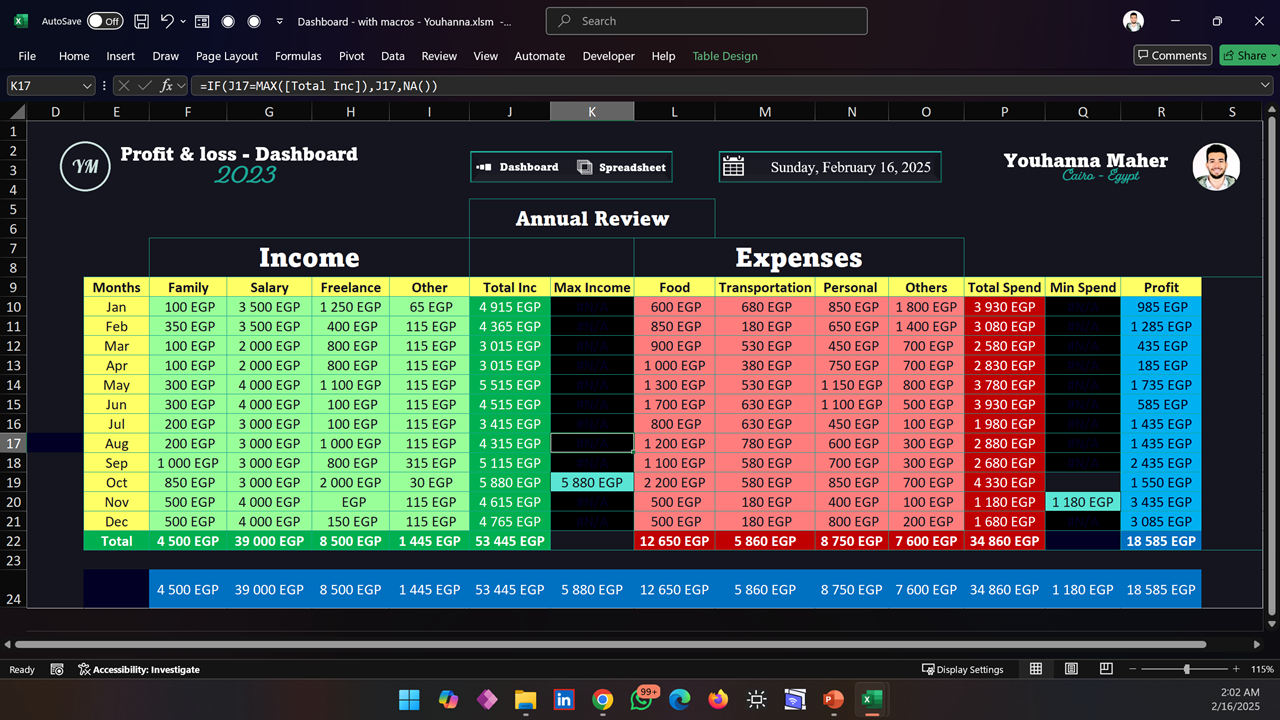 AutoSave Off Dashboard - with macros - Youhanna.xlsm -... Search
File Home Insert Draw Page Layout Formulas Pivot Data Review View Automate Developer Help Table Design Comments Share
K17 fx =IF(J17=MAX([Total Inc]),J17,NA())
D E F G H I J K L M N O P Q R S
1
2
3
4
5
6
7
8
9
10
11
12
13
14
15
16
17
18
19
20
21
22
23
24
YM Profit & loss - Dashboard Dashboard Spreadsheet Sunday, February 16, 2025 Youhanna Maher
2023 Cairo - Egypt
Annual Review
Income Expenses
Months Family Salary Freelance Other Total Inc Max Income Food Transportation Personal Others Total Spend Min Spend Profit
Jan 100 EGP 3 500 EGP 1 250 EGP 65 EGP 4 915 EGP 600 EGP 680 EGP 850 EGP 1 800 EGP 3 930 EGP 985 EGP
Feb 350 EGP 3 500 EGP 400 EGP 115 EGP 4 365 EGP 850 EGP 180 EGP 650 EGP 1 400 EGP 3 080 EGP 1 285 EGP
Mar 100 EGP 2 000 EGP 800 EGP 115 EGP 3 015 EGP 900 EGP 530 EGP 450 EGP 700 EGP 2 580 EGP 435 EGP
Apr 100 EGP 2 000 EGP 800 EGP 115 EGP 3 015 EGP 1 000 EGP 380 EGP 750 EGP 700 EGP 2 830 EGP 185 EGP
May 300 EGP 4 000 EGP 1 100 EGP 115 EGP 5 515 EGP 1 300 EGP 530 EGP 1 150 EGP 800 EGP 3 780 EGP 1 735 EGP
Jun 300 EGP 4 000 EGP 100 EGP 115 EGP 4 515 EGP 1 700 EGP 630 EGP 1 100 EGP 500 EGP 3 930 EGP 585 EGP
Jul 200 EGP 3 000 EGP 100 EGP 115 EGP 3 415 EGP 800 EGP 630 EGP 450 EGP 100 EGP 1 980 EGP 1 435 EGP
Aug 200 EGP 3 000 EGP 1 000 EGP 115 EGP 4 315 EGP 1 200 EGP 780 EGP 600 EGP 300 EGP 2 880 EGP 1 435 EGP
Sep 1 000 EGP 3 000 EGP 800 EGP 315 EGP 5 115 EGP 1 100 EGP 580 EGP 700 EGP 300 EGP 2 680 EGP 2 435 EGP
Oct 850 EGP 3 000 EGP 2 000 EGP 30 EGP 5 880 EGP 5 880 EGP 2 200 EGP 580 EGP 850 EGP 700 EGP 4 330 EGP 1 550 EGP
Nov 500 EGP 4 000 EGP EGP 115 EGP 4 615 EGP 500 EGP 180 EGP 400 EGP 100 EGP 1 180 EGP 1 180 EGP 3 435 EGP
Dec 500 EGP 4 000 EGP 150 EGP 115 EGP 4 765 EGP 500 EGP 180 EGP 800 EGP 200 EGP 1 680 EGP 3 085 EGP
Total 4 500 EGP 39 000 EGP 8 500 EGP 1 445 EGP 53 445 EGP 12 650 EGP 5 860 EGP 8 750 EGP 7 600 EGP 34 860 EGP 18 585 EGP
4 500 EGP 39 000 EGP 8 500 EGP 1 445 EGP 53 445 EGP 5 880 EGP 12 650 EGP 5 860 EGP 8 750 EGP 7 600 EGP 34 860 EGP 1 180 EGP 18 585 EGP
Ready Accessibility: Investigate Display Settings 115%
99+ 2:02 AM
2/16/2025